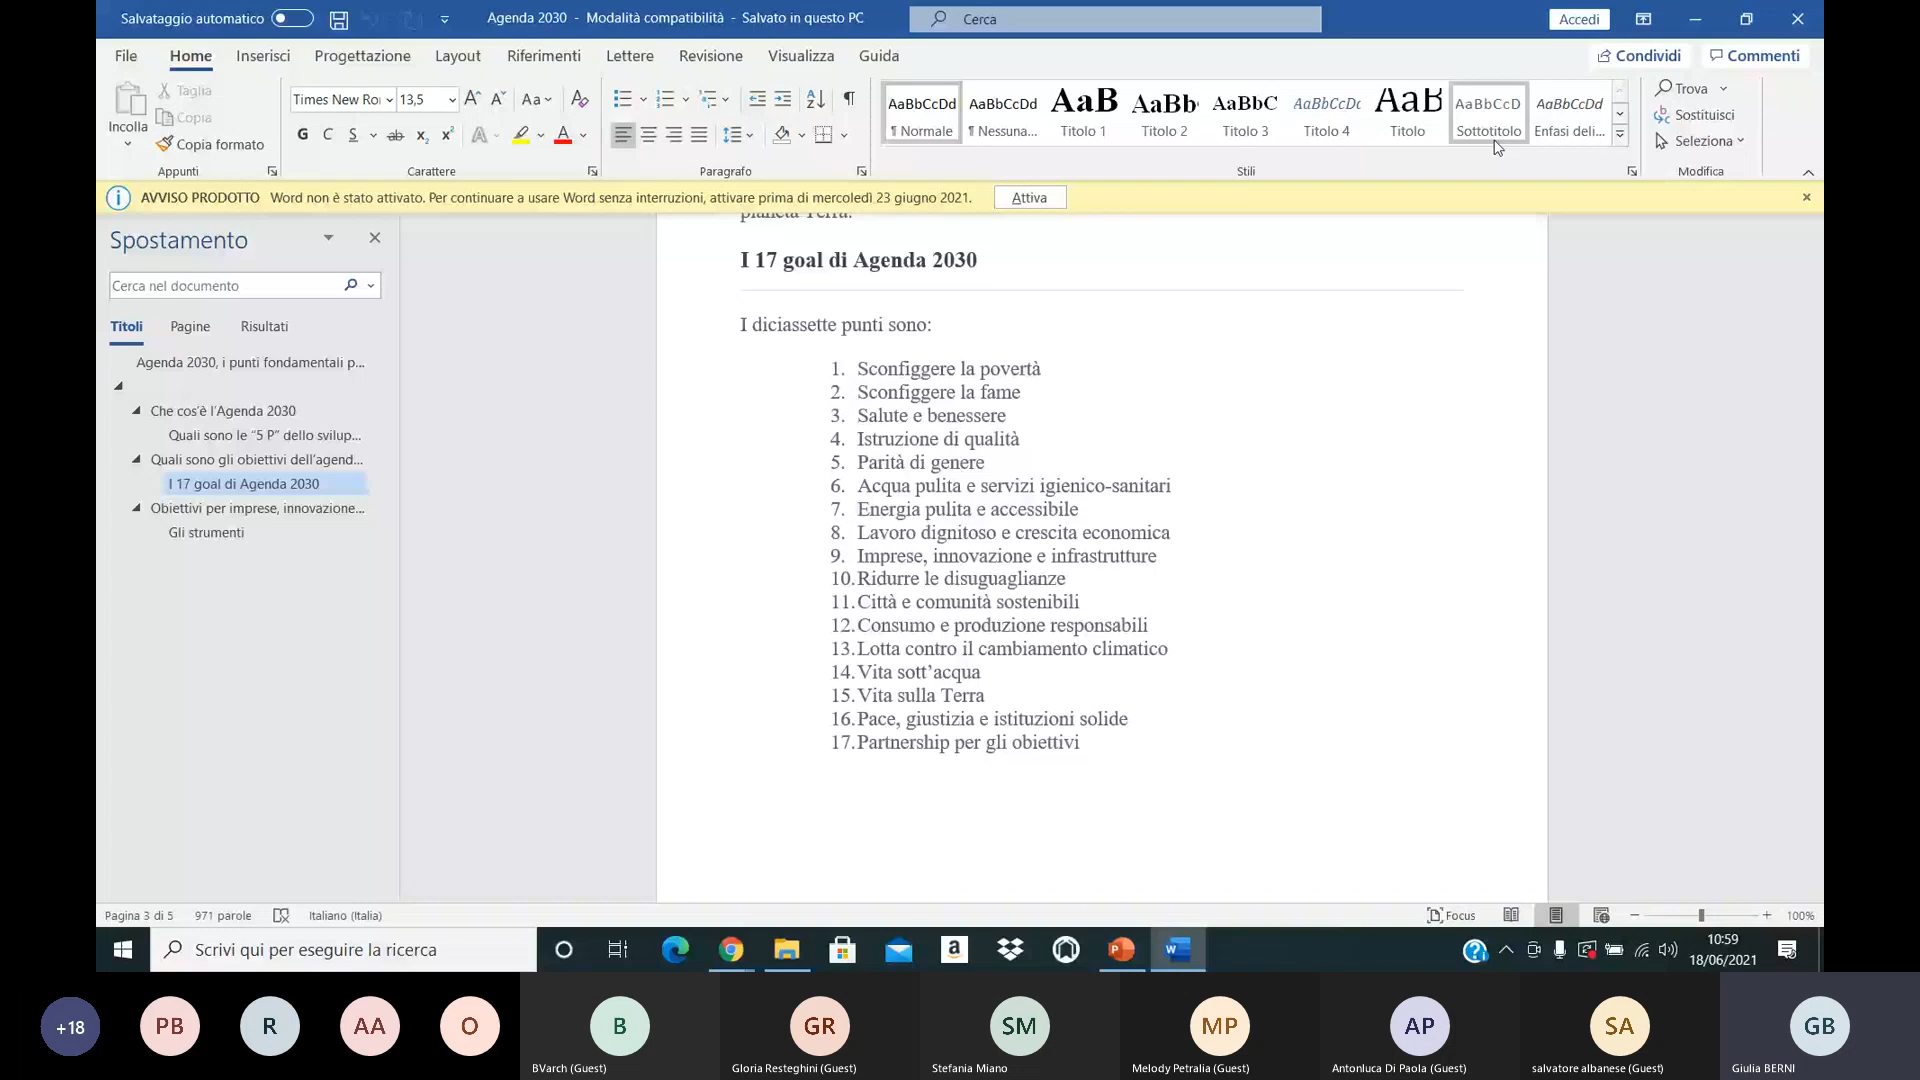 Salvataggio automatico
Agenda 2030 - Modalità compatibilità - Salvato in questo PC
Cerca
Accedi
File Home Inserisci Progettazione Layout Riferimenti Lettere Revisione Visualizza Guida
Condividi Commenti
Incolla
Taglia
Copia
Copia formato
Appunti
Times New Ro 13,5
Aa
G C S ab x₂ x² A A
Carattere
Paragrafo
AaBbCcDd AaBbCcDd AaB AaBb AaBbC AaBbCcDc AaB AaBbCcD AaBbCcDd
¶ Normale ¶ Nessuna... Titolo 1 Titolo 2 Titolo 3 Titolo 4 Titolo Sottotitolo Enfasi deli...
Stili
Trova
Sostituisci
Seleziona
Modifica
AVVISO PRODOTTO Word non è stato attivato. Per continuare a usare Word senza interruzioni, attivare prima di mercoledì 23 giugno 2021. Attiva
Spostamento
Cerca nel documento
Titoli Pagine Risultati
Agenda 2030, i punti fondamentali p...
Che cos'è l'Agenda 2030
Quali sono le “5 P” dello svilup...
Quali sono gli obiettivi dell’agend...
I 17 goal di Agenda 2030
Obiettivi per imprese, innovazione...
Gli strumenti
pianeta Terra.
I 17 goal di Agenda 2030
I diciassette punti sono:
1. Sconfiggere la povertà
2. Sconfiggere la fame
3. Salute e benessere
4. Istruzione di qualità
5. Parità di genere
6. Acqua pulita e servizi igienico-sanitari
7. Energia pulita e accessibile
8. Lavoro dignitoso e crescita economica
9. Imprese, innovazione e infrastrutture
10. Ridurre le disuguaglianze
11. Città e comunità sostenibili
12. Consumo e produzione responsabili
13. Lotta contro il cambiamento climatico
14. Vita sott’acqua
15. Vita sulla Terra
16. Pace, giustizia e istituzioni solide
17. Partnership per gli obiettivi
Pagina 3 di 5 971 parole Italiano (Italia)
Focus
100%
Scrivi qui per eseguire la ricerca
10:59
18/06/2021
+18 PB R AA O B GR SM MP AP SA GB
BVarch (Guest) Gloria Resteghini (Guest) Stefania Miano Melody Petralia (Guest) Antonluca Di Paola (Guest) salvatore albanese (Guest) Giulia BERNI